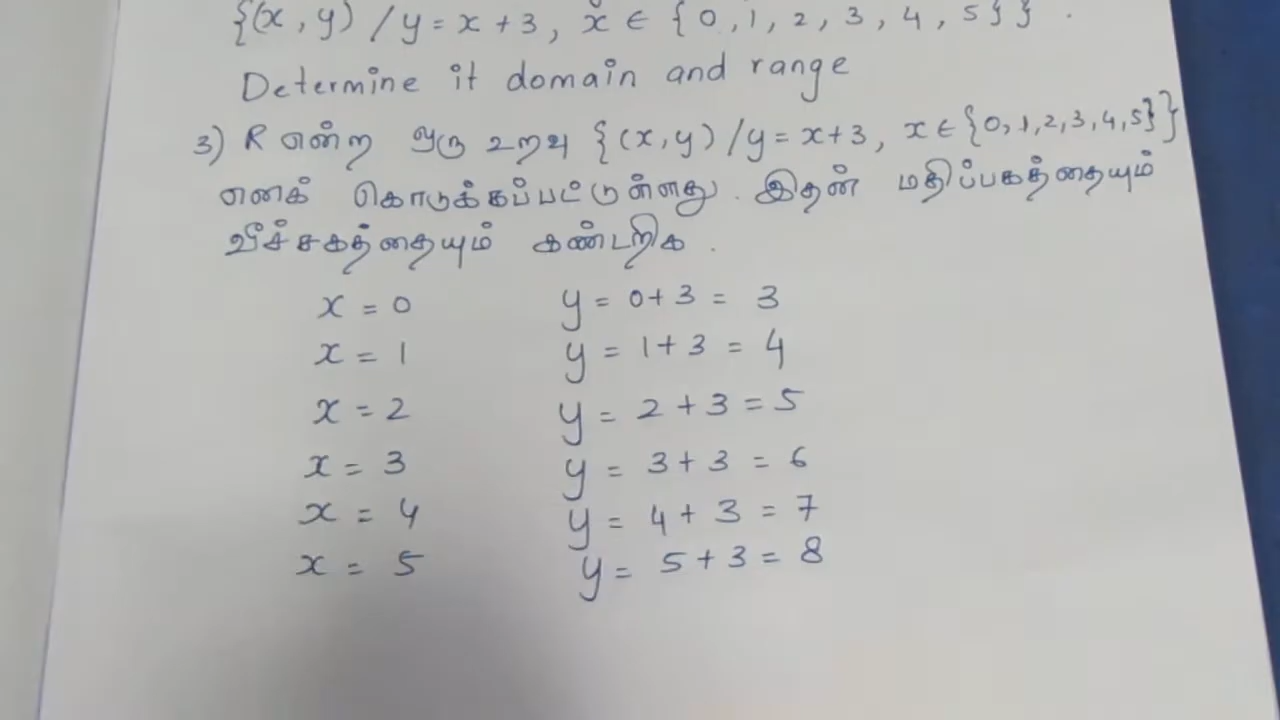 {(x, y) / y = x + 3, x ∈ {0, 1, 2, 3, 4, 5}} .
Determine it domain and range
3) R என்ற ஒரு உறவு {(x, y) / y = x+3, x ∈ {0, 1, 2, 3, 4, 5}}
எனக் கொடுக்கப்பட்டுள்ளது. இதன் மதிப்பகத்தையும்
வீச்சகத்தையும் கண்டறிக .
x = 0 y = 0+3 = 3
x = 1 y = 1+3 = 4
x = 2 y = 2+3 = 5
x = 3 y = 3+3 = 6
x = 4 y = 4+3 = 7
x = 5 y = 5+3 = 8